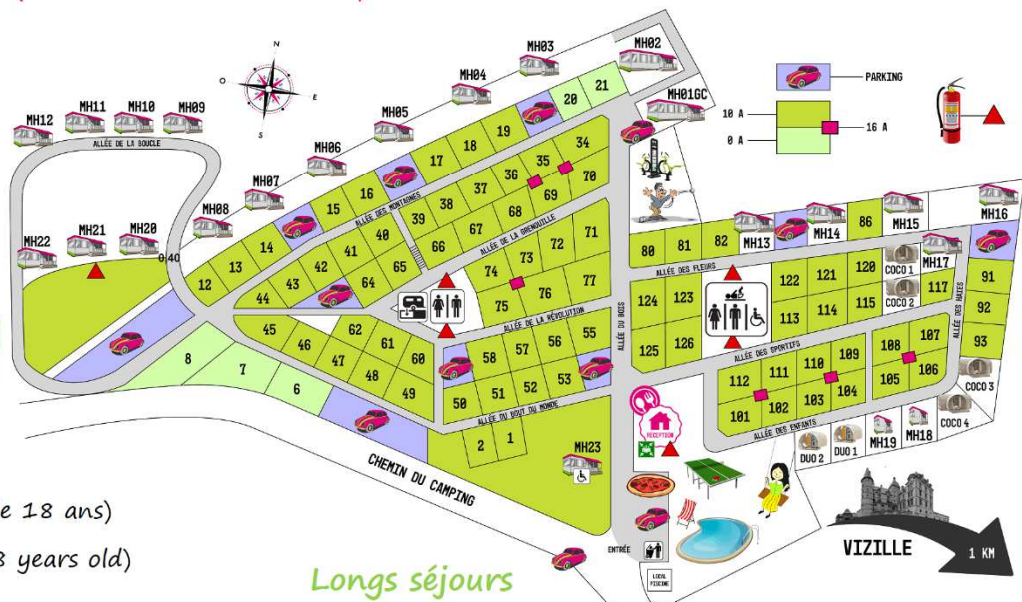 N
O
E
S
MH02
MH03
MH04
MH05
MH06
MH07
MH08
MH01GC
MH12
MH11
MH10
MH09
ALLÉE DE LA BOUCLE
MH22
MH21
MH20
0.40
PARKING
10 A
0 A
16 A
21
20
19
18
17
16
15
14
13
12
ALLÉE DES MONTAGNES
34
35
36
37
38
39
40
41
42
43
44
70
69
68
67
66
65
64
ALLÉE DE LA GRENOUILLE
71
72
73
74
75
76
77
ALLÉE DE LA RÉVOLUTION
45
46
47
48
49
62
61
60
58
57
56
55
50
51
52
53
ALLÉE DU BOUT DU MONDE
8
7
6
2
1
MH23
CHEMIN DU CAMPING
ALLÉE DU BOIS
80
81
82
MH13
MH14
86
MH15
MH16
MH17
ALLÉE DES FLEURS
124
123
125
126
122
121
120
COCO 1
COCO 2
117
113
114
115
91
92
93
ALLÉE DES HAIES
ALLÉE DES SPORTIFS
112
111
110
109
108
107
101
102
103
104
105
106
ALLÉE DES ENFANTS
COCO 3
COCO 4
DUO 2
DUO 1
MH19
MH18
RECEPTION
ENTRÉE
LOCAL
PISCINE
VIZILLE
1 KM
e 18 ans)
8 years old)
Longs séjours